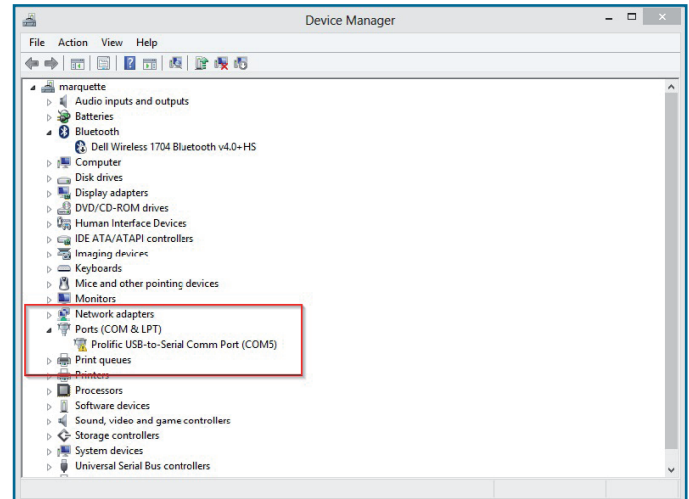 Device Manager
File Action View Help
marquette
Audio inputs and outputs
Batteries
Bluetooth
Dell Wireless 1704 Bluetooth v4.0+HS
Computer
Disk drives
Display adapters
DVD/CD-ROM drives
Human Interface Devices
IDE ATA/ATAPI controllers
Imaging devices
Keyboards
Mice and other pointing devices
Monitors
Network adapters
Ports (COM & LPT)
Prolific USB-to-Serial Comm Port (COM5)
Print queues
Printers
Processors
Software devices
Sound, video and game controllers
Storage controllers
System devices
Universal Serial Bus controllers